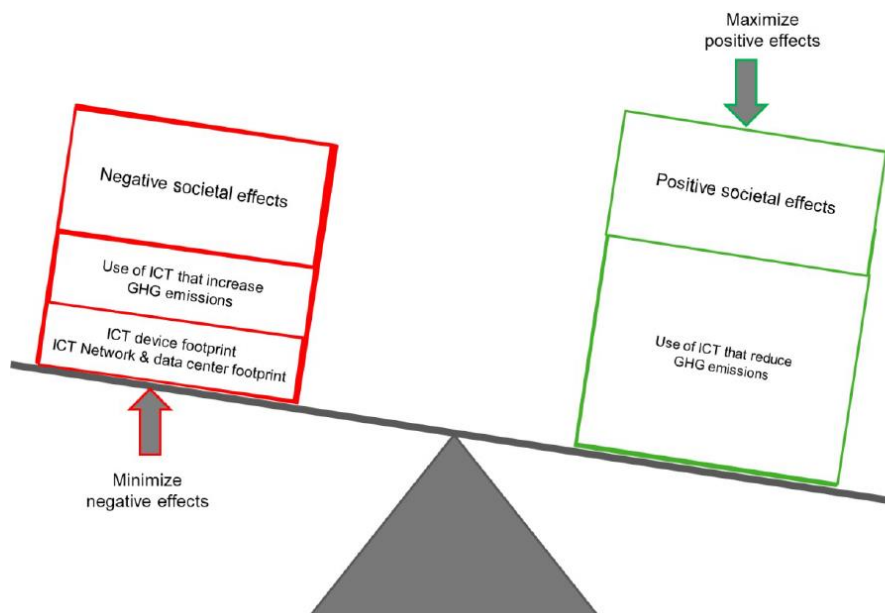 Maximize
positive effects
Negative societal effects
Use of ICT that increase
GHG emissions
ICT device footprint
ICT Network & data center footprint
Minimize
negative effects
Positive societal effects
Use of ICT that reduce
GHG emissions